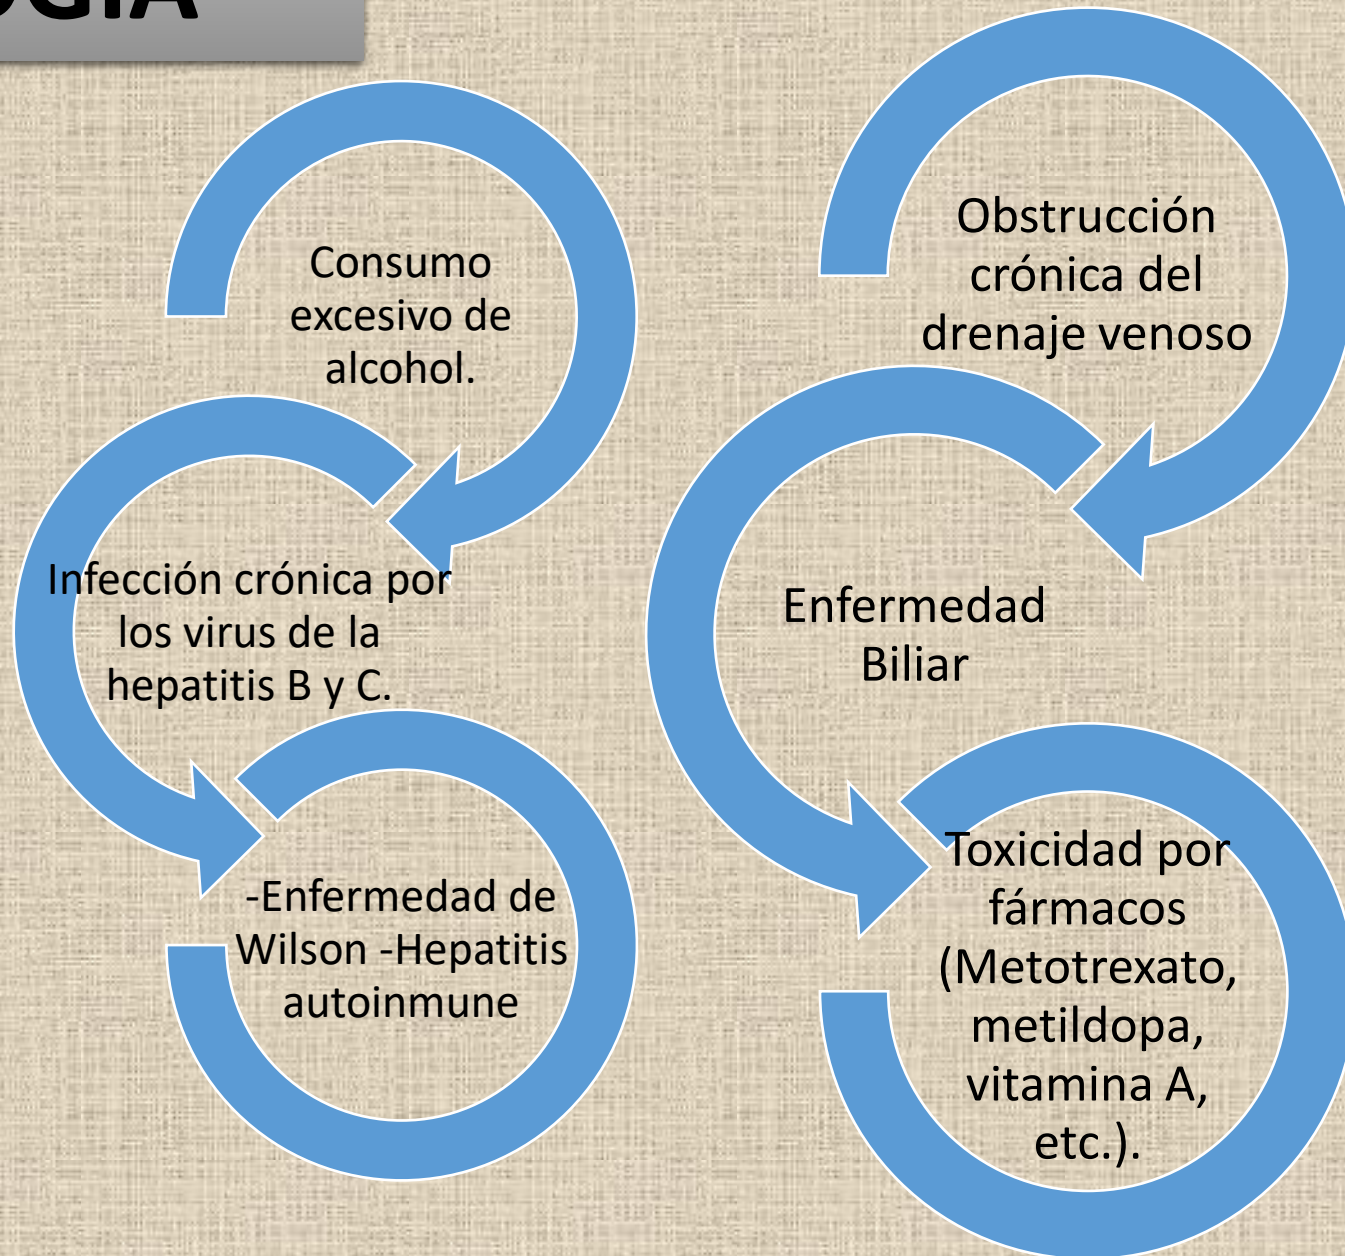 Consumo
excesivo de
alcohol.
Infección crónica por
los virus de la
hepatitis B y C.
-Enfermedad de
Wilson -Hepatitis
autoinmune
Obstrucción
crónica del
drenaje venoso
Enfermedad
Biliar
Toxicidad por
fármacos
(Metotrexato,
metildopa,
vitamina A,
etc.).